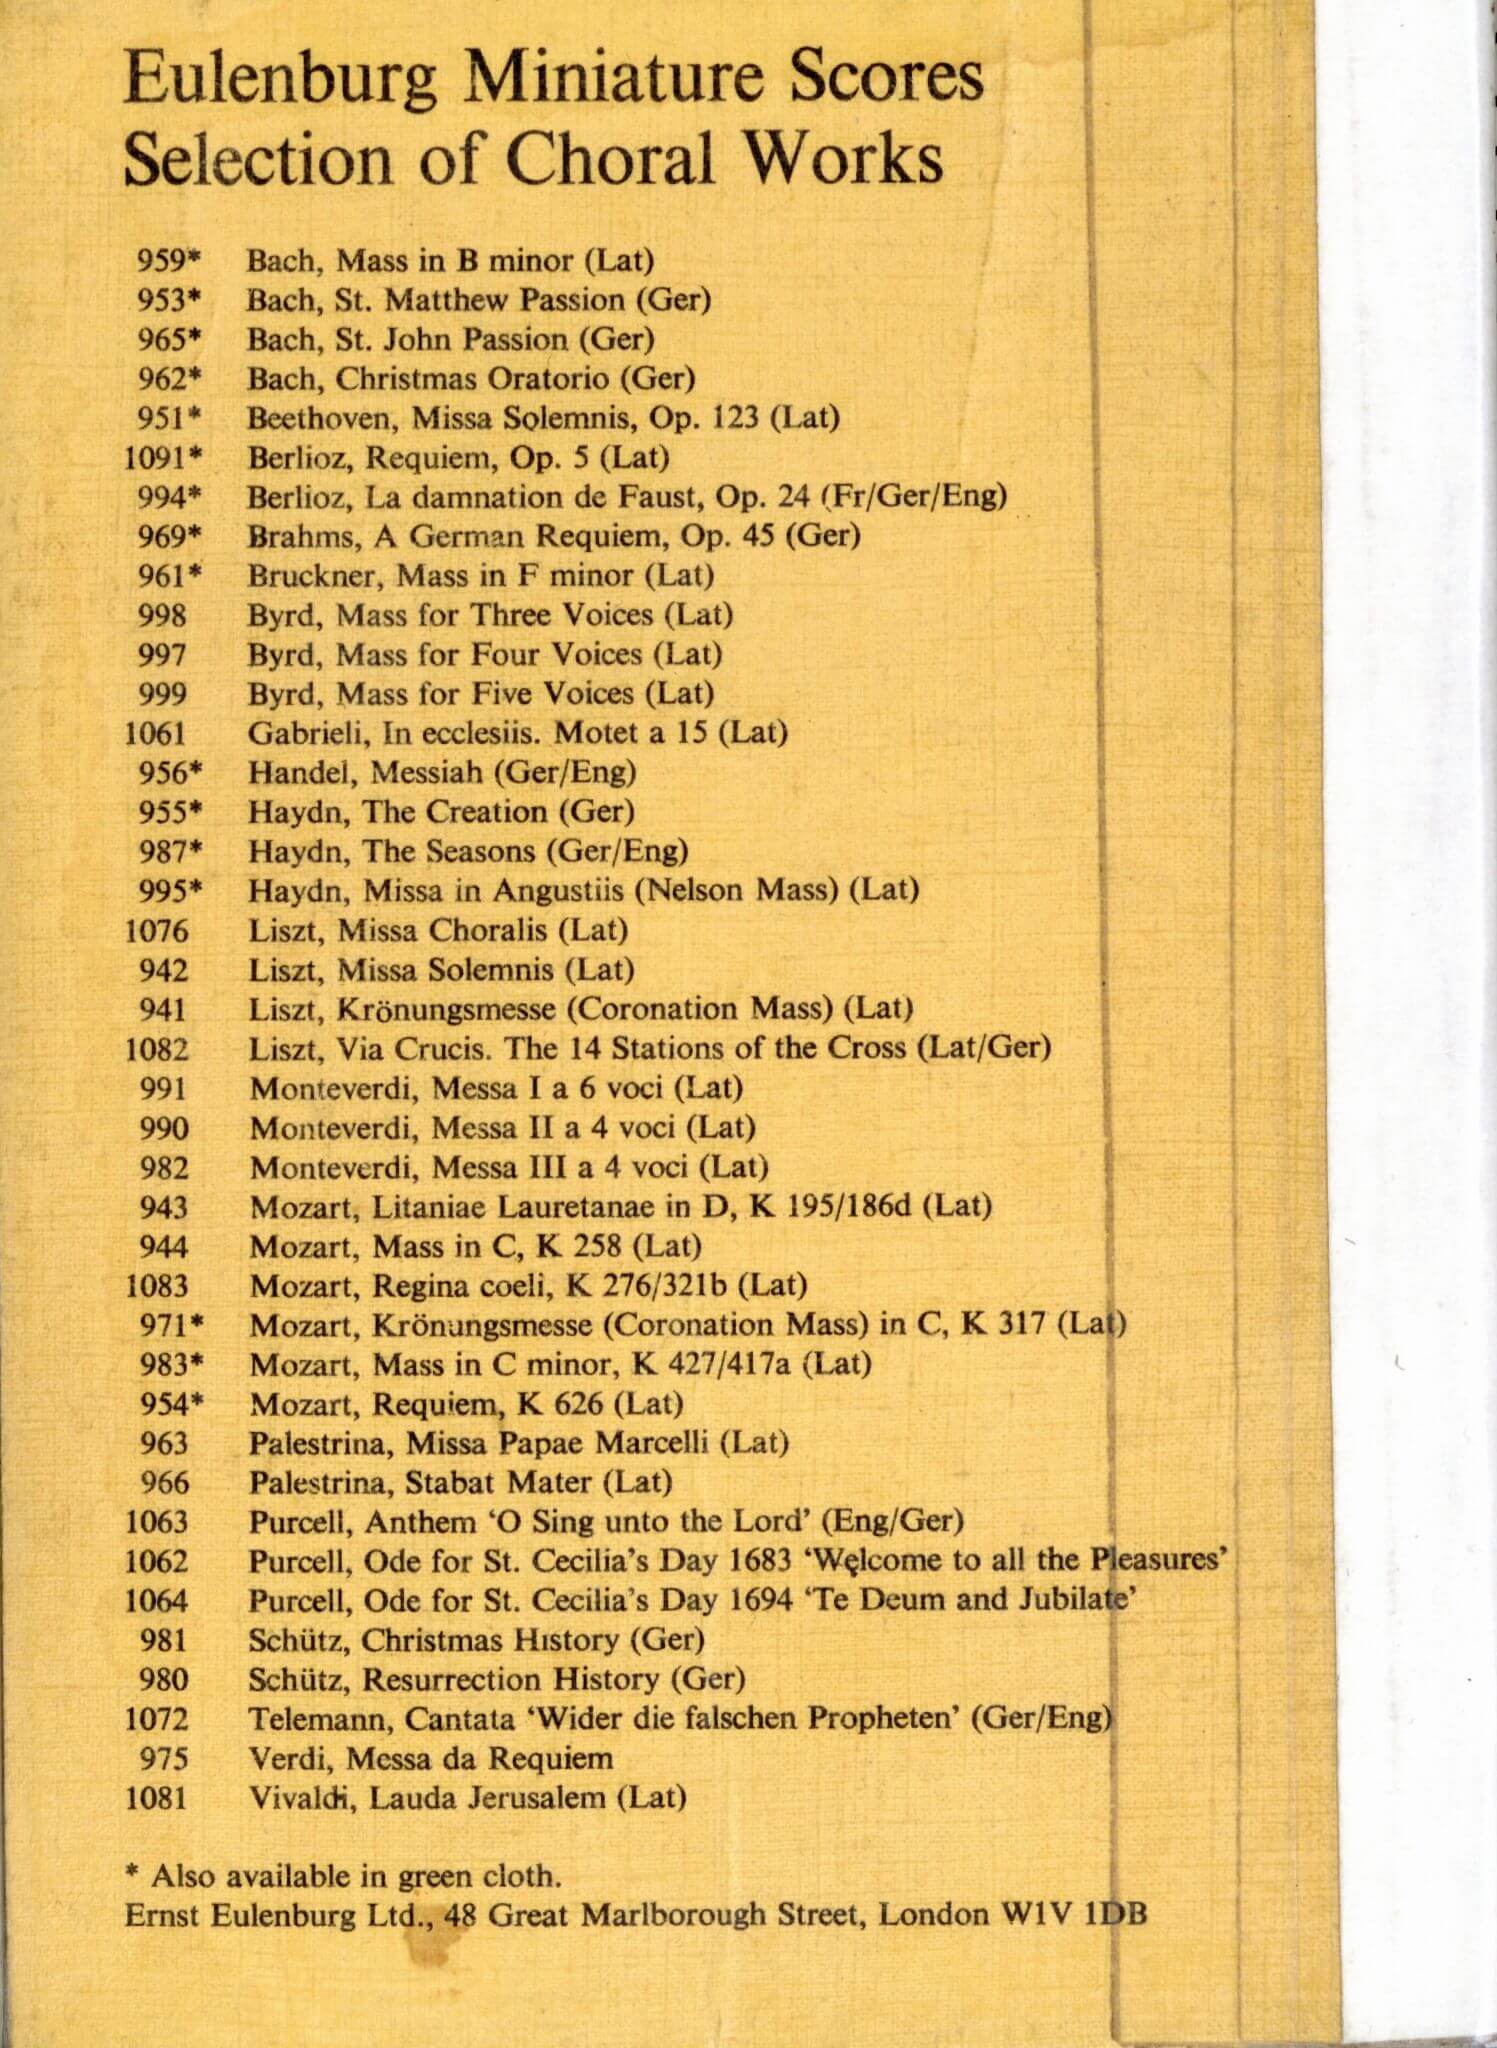 Eulenburg Miniature Scores
Selection of Choral Works
959* Bach, Mass in B minor (Lat)
953* Bach, St. Matthew Passion (Ger)
965* Bach, St. John Passion (Ger)
962* Bach, Christmas Oratorio (Ger)
951* Beethoven, Missa Solemnis, Op. 123 (Lat)
1091* Berlioz, Requiem, Op. 5 (Lat)
994* Berlioz, La damnation de Faust, Op. 24 (Fr/Ger/Eng)
969* Brahms, A German Requiem, Op. 45 (Ger)
961* Bruckner, Mass in F minor (Lat)
998 Byrd, Mass for Three Voices (Lat)
997 Byrd, Mass for Four Voices (Lat)
999 Byrd, Mass for Five Voices (Lat)
1061 Gabrieli, In ecclesiis. Motet a 15 (Lat)
956* Handel, Messiah (Ger/Eng)
955* Haydn, The Creation (Ger)
987* Haydn, The Seasons (Ger/Eng)
995* Haydn, Missa in Angustiis (Nelson Mass) (Lat)
1076 Liszt, Missa Choralis (Lat)
942 Liszt, Missa Solemnis (Lat)
941 Liszt, Krönungsmesse (Coronation Mass) (Lat)
1082 Liszt, Via Crucis. The 14 Stations of the Cross (Lat/Ger)
991 Monteverdi, Messa I a 6 voci (Lat)
990 Monteverdi, Messa II a 4 voci (Lat)
982 Monteverdi, Messa III a 4 voci (Lat)
943 Mozart, Litaniae Lauretanae in D, K 195/186d (Lat)
944 Mozart, Mass in C, K 258 (Lat)
1083 Mozart, Regina coeli, K 276/321b (Lat)
971* Mozart, Krönungsmesse (Coronation Mass) in C, K 317 (Lat)
983* Mozart, Mass in C minor, K 427/417a (Lat)
954* Mozart, Requiem, K 626 (Lat)
963 Palestrina, Missa Papae Marcelli (Lat)
966 Palestrina, Stabat Mater (Lat)
1063 Purcell, Anthem ‘O Sing unto the Lord’ (Eng/Ger)
1062 Purcell, Ode for St. Cecilia’s Day 1683 ‘Welcome to all the Pleasures’
1064 Purcell, Ode for St. Cecilia’s Day 1694 ‘Te Deum and Jubilate’
981 Schütz, Christmas History (Ger)
980 Schütz, Resurrection History (Ger)
1072 Telemann, Cantata ‘Wider die falschen Propheten’ (Ger/Eng)
975 Verdi, Messa da Requiem
1081 Vivaldi, Lauda Jerusalem (Lat)
* Also available in green cloth.
Ernst Eulenburg Ltd., 48 Great Marlborough Street, London W1V 1DB